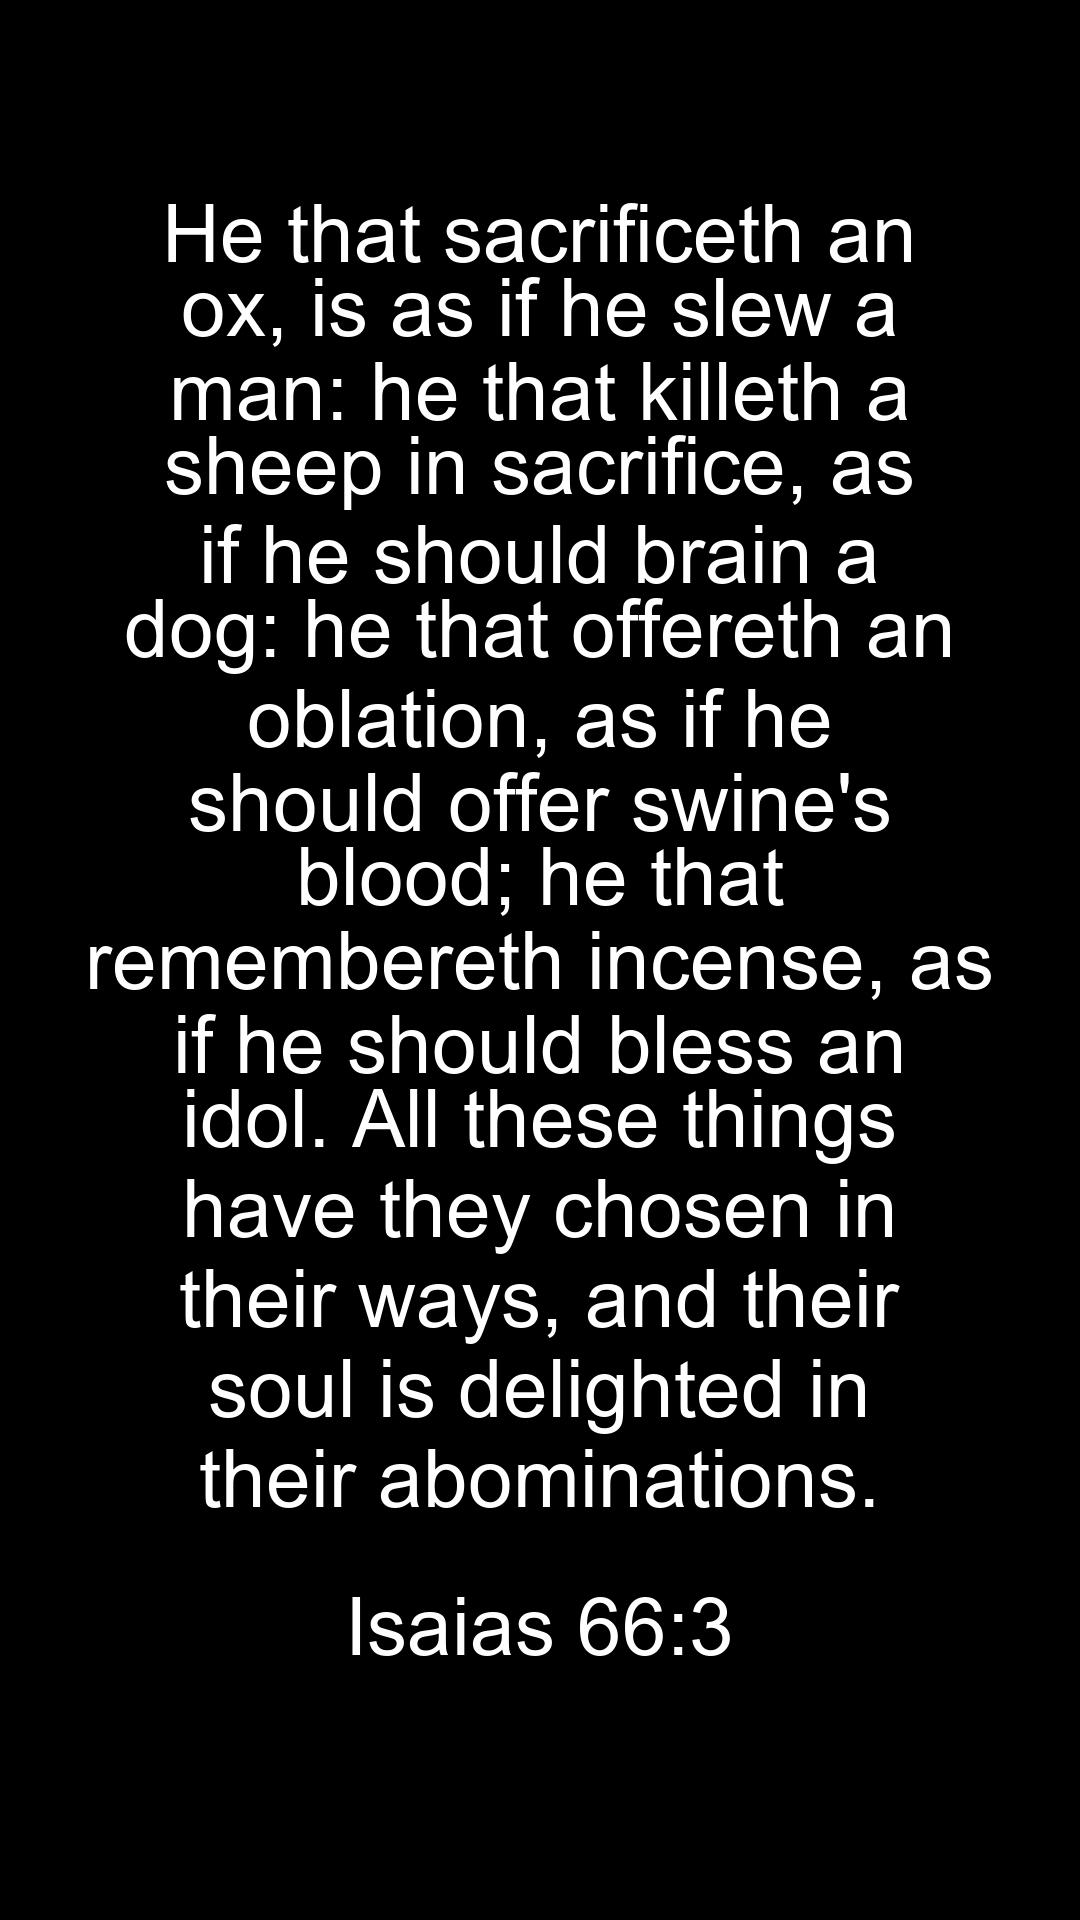 He that sacrificeth an
ox, is as if he slew a
man: he that killeth a
sheep in sacrifice, as
if he should brain a
dog: he that offereth an
oblation, as if he
should offer swine's
blood; he that
remembereth incense, as
if he should bless an
idol. All these things
have they chosen in
their ways, and their
soul is delighted in
their abominations.
Isaias 66:3